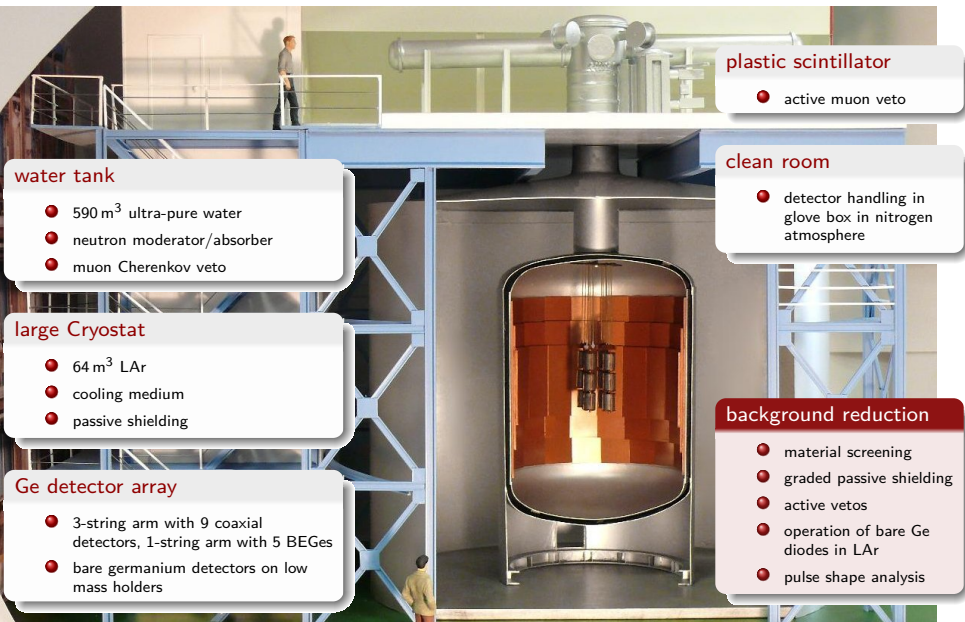 water tank
590 m³ ultra-pure water
neutron moderator/absorber
muon Cherenkov veto
large Cryostat
64 m³ LAr
cooling medium
passive shielding
Ge detector array
3-string arm with 9 coaxial
detectors, 1-string arm with 5 BEGes
bare germanium detectors on low
mass holders
plastic scintillator
active muon veto
clean room
detector handling in
glove box in nitrogen
atmosphere
background reduction
material screening
graded passive shielding
active vetos
operation of bare Ge
diodes in LAr
pulse shape analysis